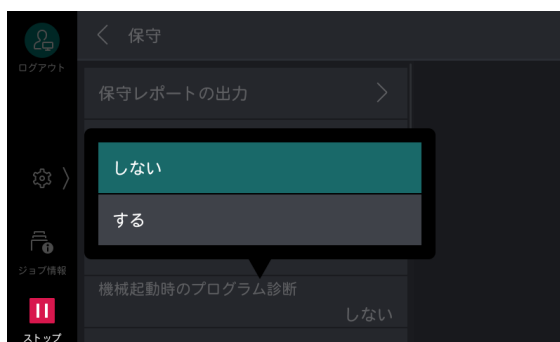 保守
ログアウト
保守レポートの出力
しない
する
ジョブ情報
機械起動時のプログラム診断
しない
ストップ